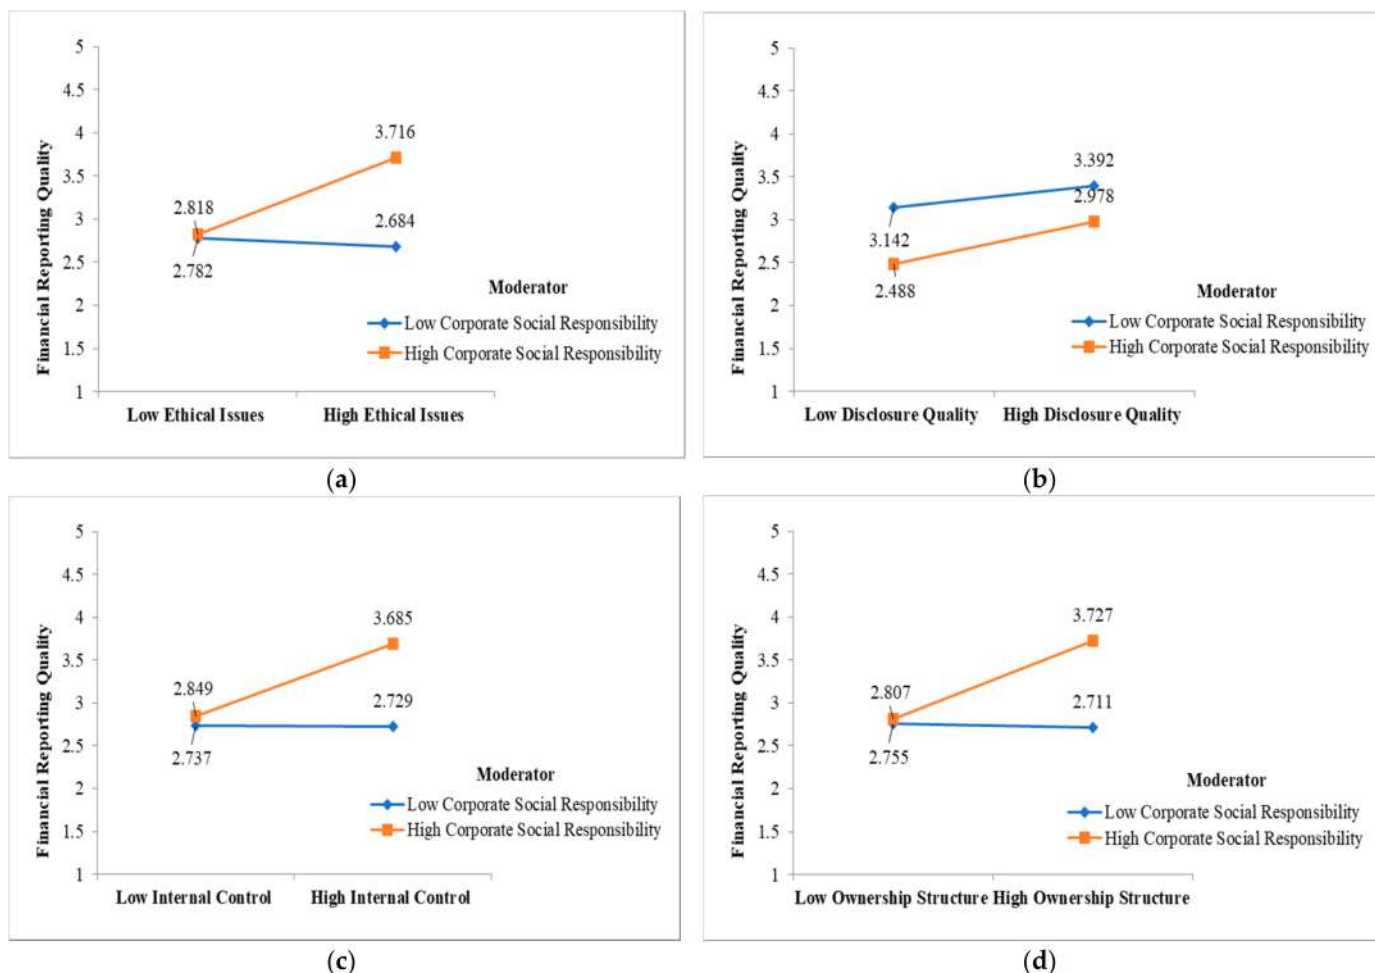 5
4.5
4
3.5
3
2.5
2
1.5
1
Financial Reporting Quality
3.716
2.818
2.684
2.782
Moderator
Low Corporate Social Responsibility
High Corporate Social Responsibility
Low Ethical Issues High Ethical Issues
(a)
5
4.5
4
3.5
3
2.5
2
1.5
1
Financial Reporting Quality
3.392
2.978
3.142
2.488
Moderator
Low Corporate Social Responsibility
High Corporate Social Responsibility
Low Disclosure Quality High Disclosure Quality
(b)
5
4.5
4
3.5
3
2.5
2
1.5
1
Financial Reporting Quality
3.685
2.849
2.729
2.737
Moderator
Low Corporate Social Responsibility
High Corporate Social Responsibility
Low Internal Control High Internal Control
(c)
5
4.5
4
3.5
3
2.5
2
1.5
1
Financial Reporting Quality
3.727
2.807
2.711
2.755
Moderator
Low Corporate Social Responsibility
High Corporate Social Responsibility
Low Ownership Structure High Ownership Structure
(d)